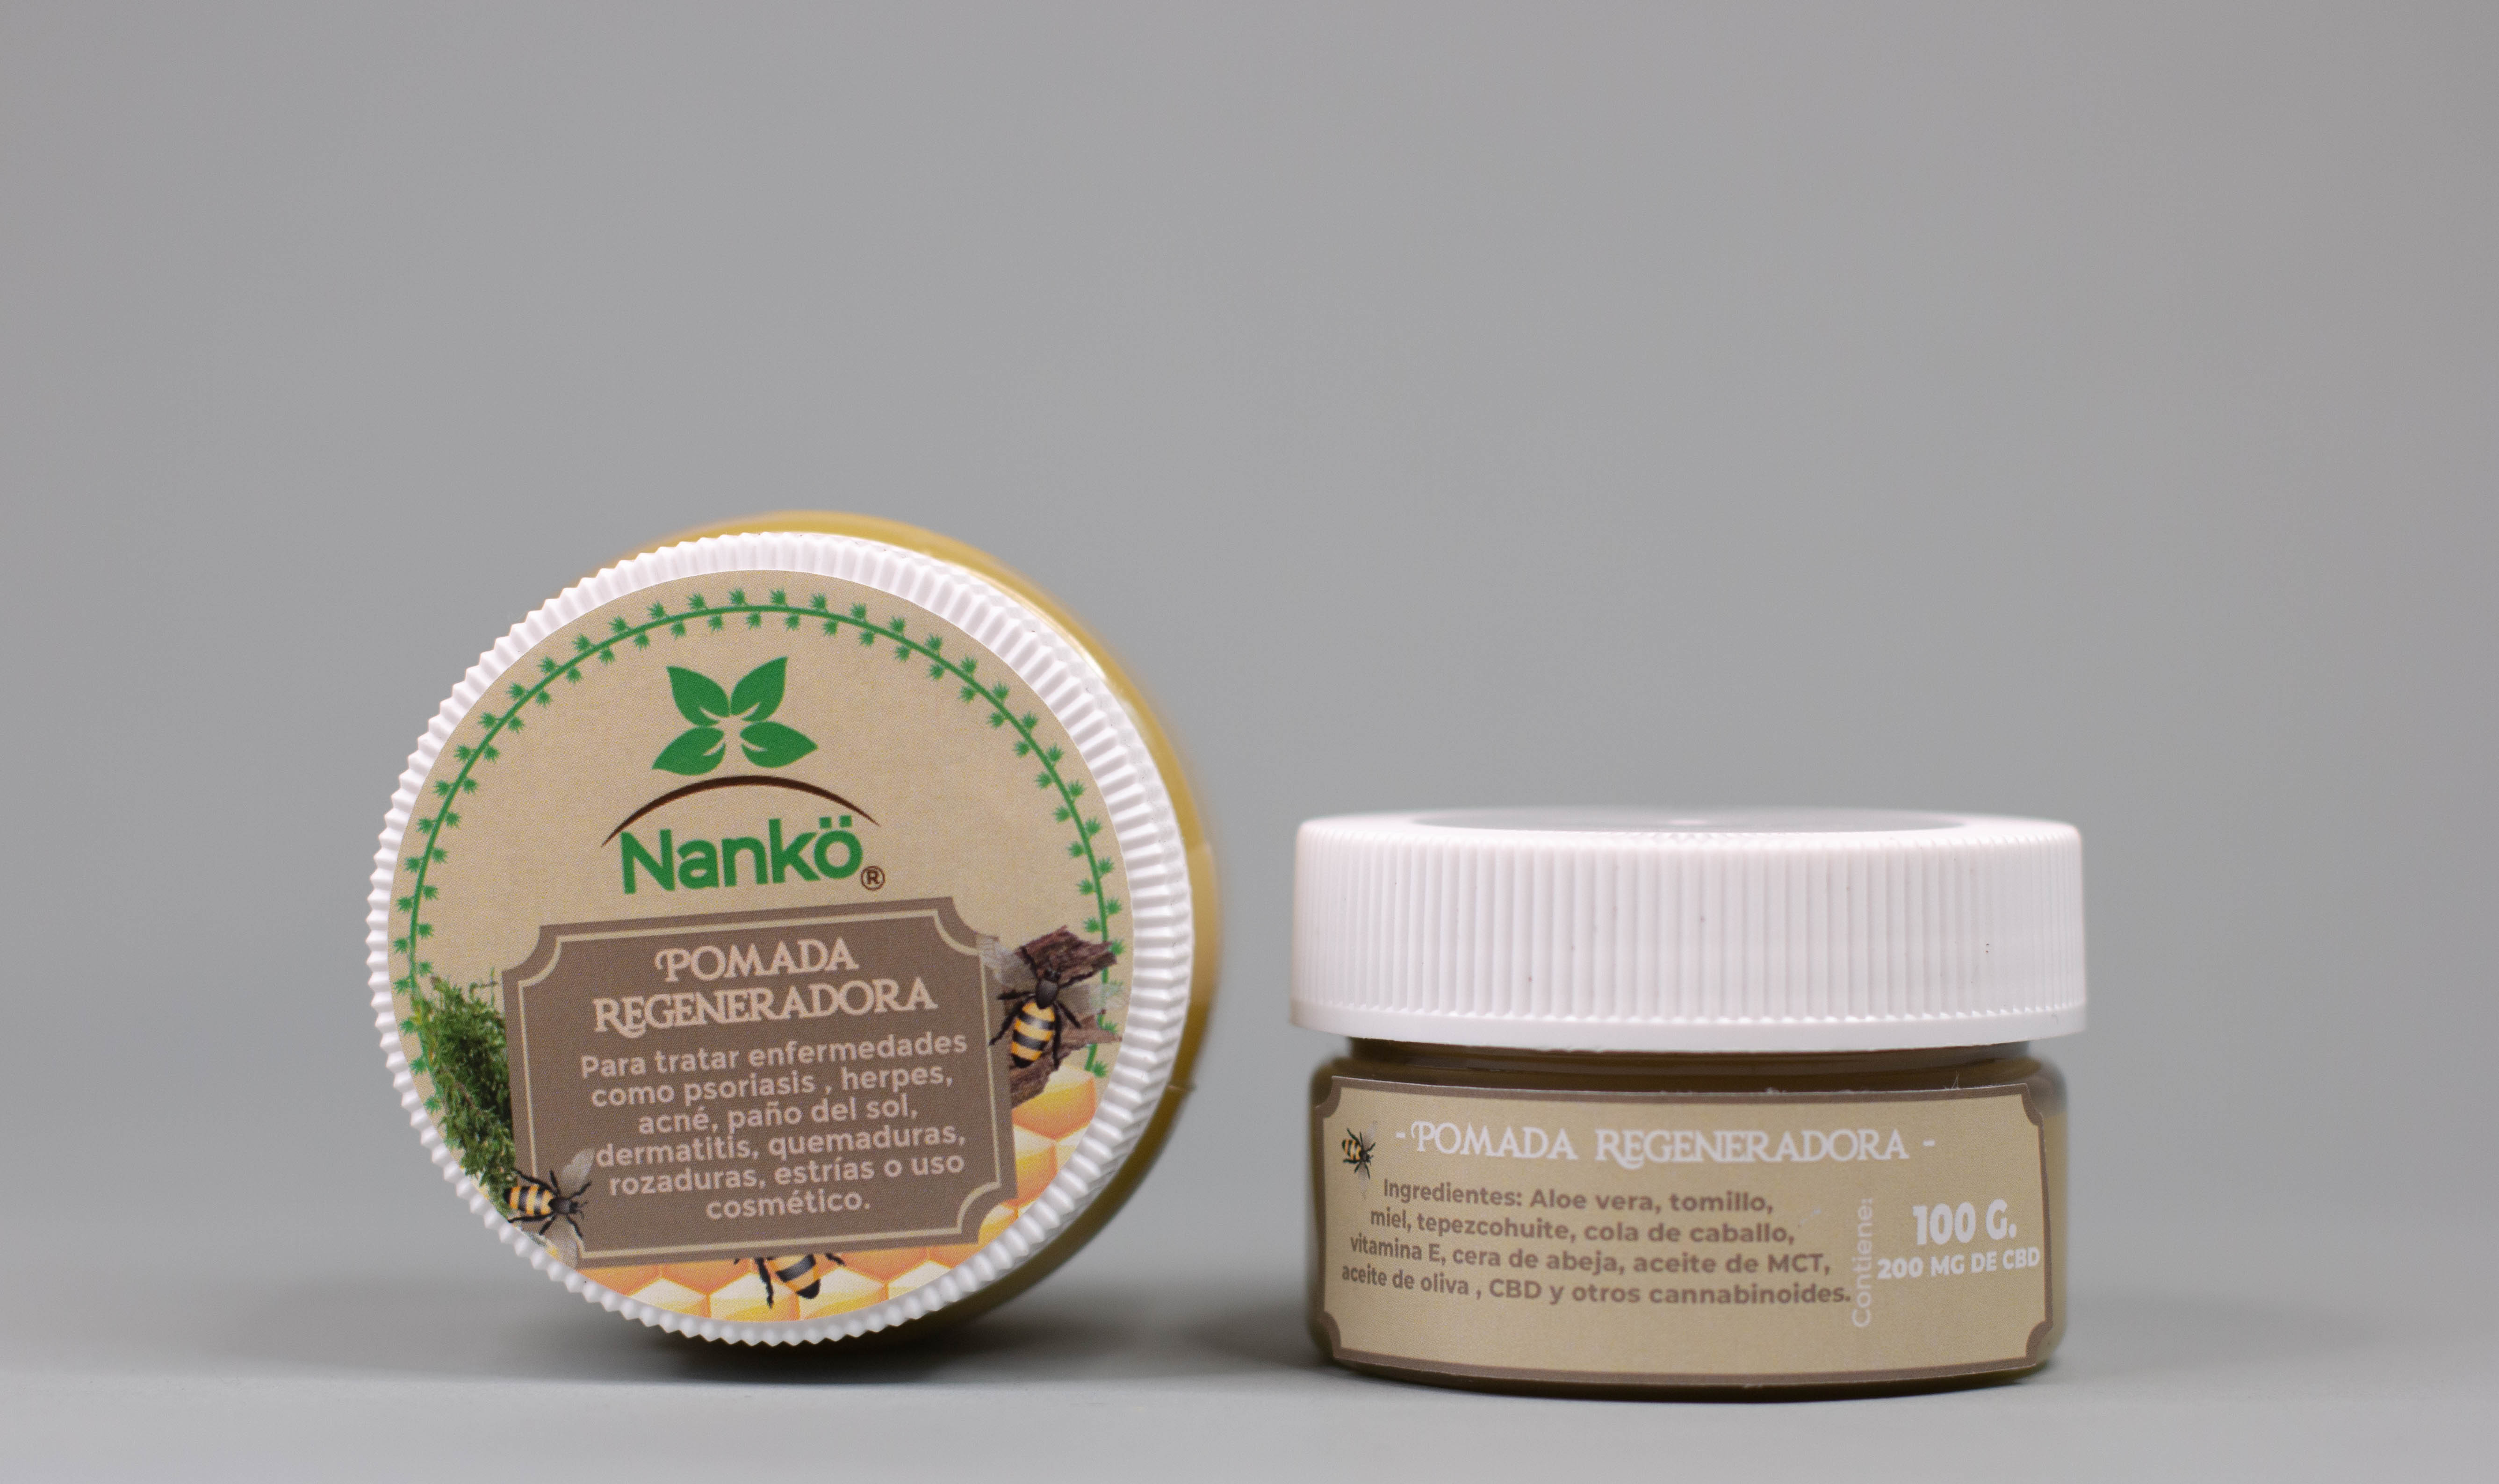 Nankö®
POMADA
REGENERADORA
Para tratar enfermedades
como psoriasis , herpes,
acné, paño del sol,
dermatitis, quemaduras,
rozaduras, estrías o uso
cosmético.
- POMADA REGENERADORA -
Ingredientes: Aloe vera, tomillo,
miel, tepezcohuite, cola de caballo,
vitamina E, cera de abeja, aceite de MCT,
aceite de oliva , CBD y otros cannabinoides.
Contiene:
100 G.
200 MG DE CBD